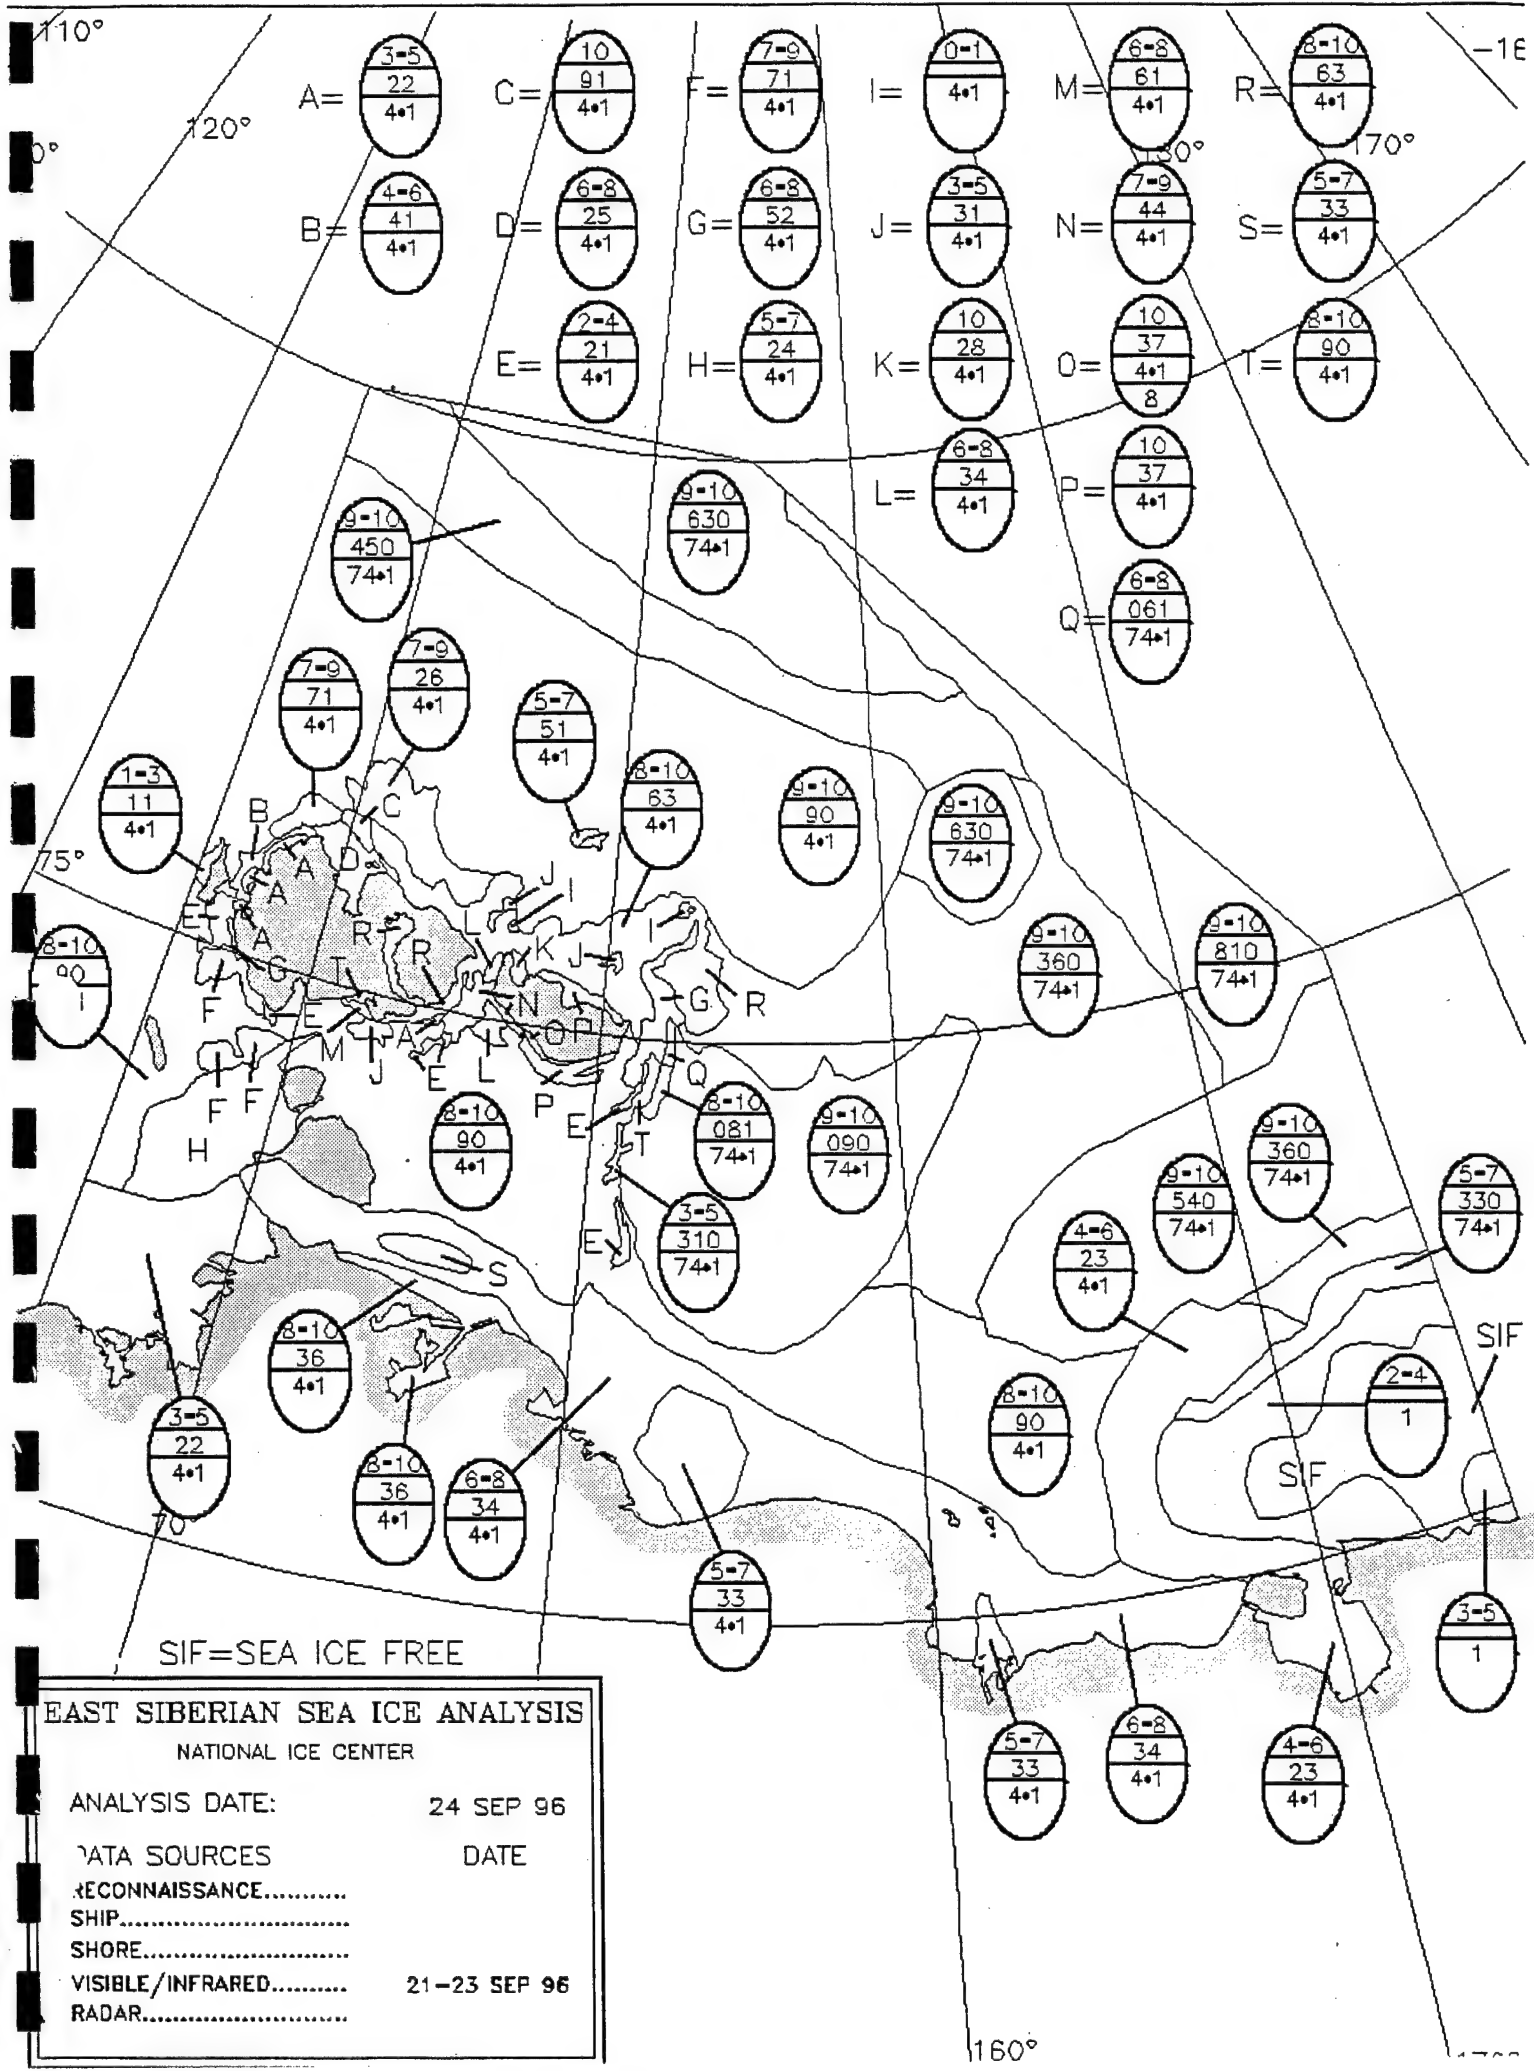 110°
120°
0°
130°
170°
A=
3-5
22
4•1
C=
10
91
4•1
F=
7-9
71
4•1
I=
0-1
4•1
M=
6-8
61
4•1
R=
8-10
63
4•1
B=
4-6
41
4•1
D=
6-8
25
4•1
G=
6-8
52
4•1
J=
3-5
31
4•1
N=
7-9
44
4•1
S=
5-7
33
4•1
E=
2-4
21
4•1
H=
5-7
24
4•1
K=
10
28
4•1
O=
10
37
4•1
8
T=
8-10
90
4•1
L=
6-8
34
4•1
P=
10
37
4•1
Q=
6-8
061
74•1
9-10
450
74•1
9-10
630
74•1
7-9
71
4•1
7-9
26
4•1
5-7
51
4•1
1-3
11
4•1
8-10
63
4•1
9-10
90
4•1
9-10
630
74•1
75°
B
C
A
D
A
J
I
E
A
R
L
I
G
T
R
K
J
F
E
N
G
R
M
J
A
E
L
O
P
Q
F
F
P
E
T
H
8-10
90
1
9-10
360
74•1
9-10
810
74•1
8-10
90
4•1
8-10
081
74•1
9-10
090
74•1
9-10
360
74•1
9-10
540
74•1
5-7
330
74•1
3-5
310
74•1
E
S
4-6
23
4•1
SIF
8-10
36
4•1
2-4
1
3-5
22
4•1
8-10
36
4•1
6-8
34
4•1
8-10
90
4•1
SIF
70
5-7
33
4•1
3-5
1
5-7
33
4•1
6-8
34
4•1
4-6
23
4•1
160°
SIF=SEA ICE FREE
EAST SIBERIAN SEA ICE ANALYSIS
NATIONAL ICE CENTER
ANALYSIS DATE: 24 SEP 96
DATA SOURCES DATE
RECONNAISSANCE...........
SHIP.............................
SHORE.........................
VISIBLE/INFRARED.......... 21-23 SEP 96
RADAR.........................